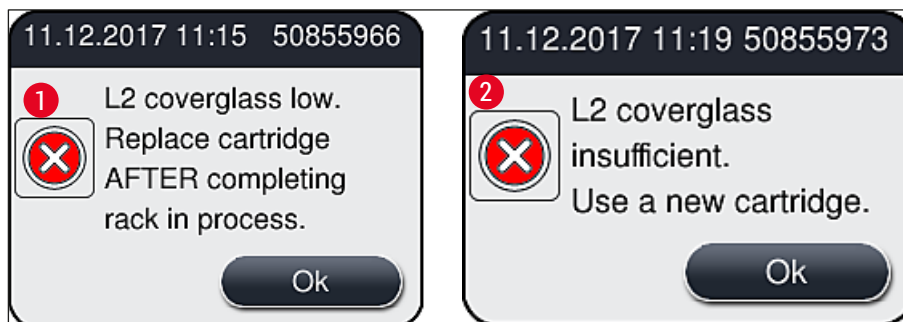 11.12.2017 11:15 50855966
1
L2 coverglass low.
Replace cartridge
AFTER completing
rack in process.
Ok
11.12.2017 11:19 50855973
2
L2 coverglass
insufficient.
Use a new cartridge.
Ok